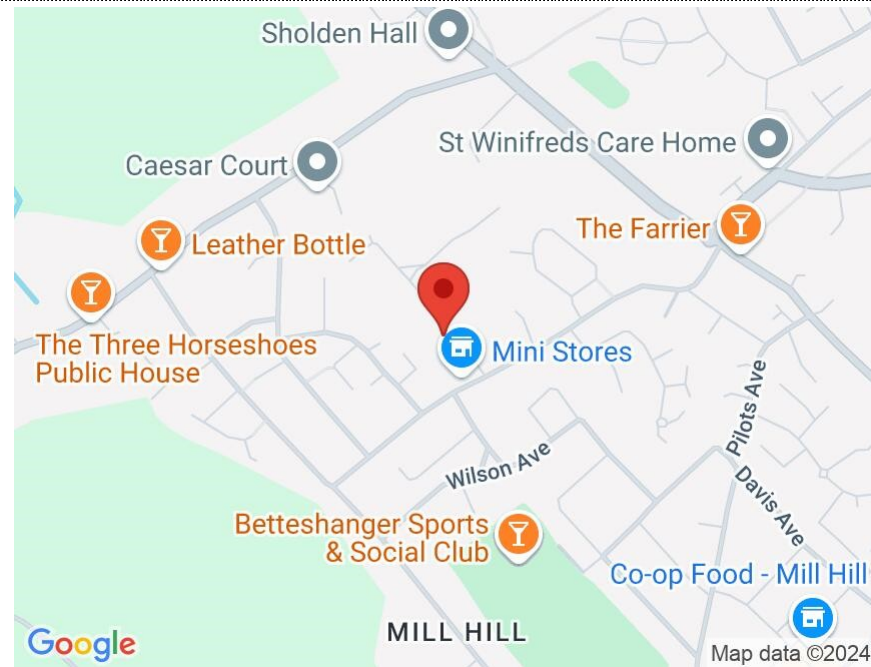 Sholden Hall
St Winifreds Care Home
Caesar Court
The Farrier
Leather Bottle
The Three Horseshoes
Public House
Mini Stores
Pilots Ave
Wilson Ave
Davis Ave
Betteshanger Sports
& Social Club
Co-op Food - Mill Hill
MILL HILL
Google
Map data ©2024